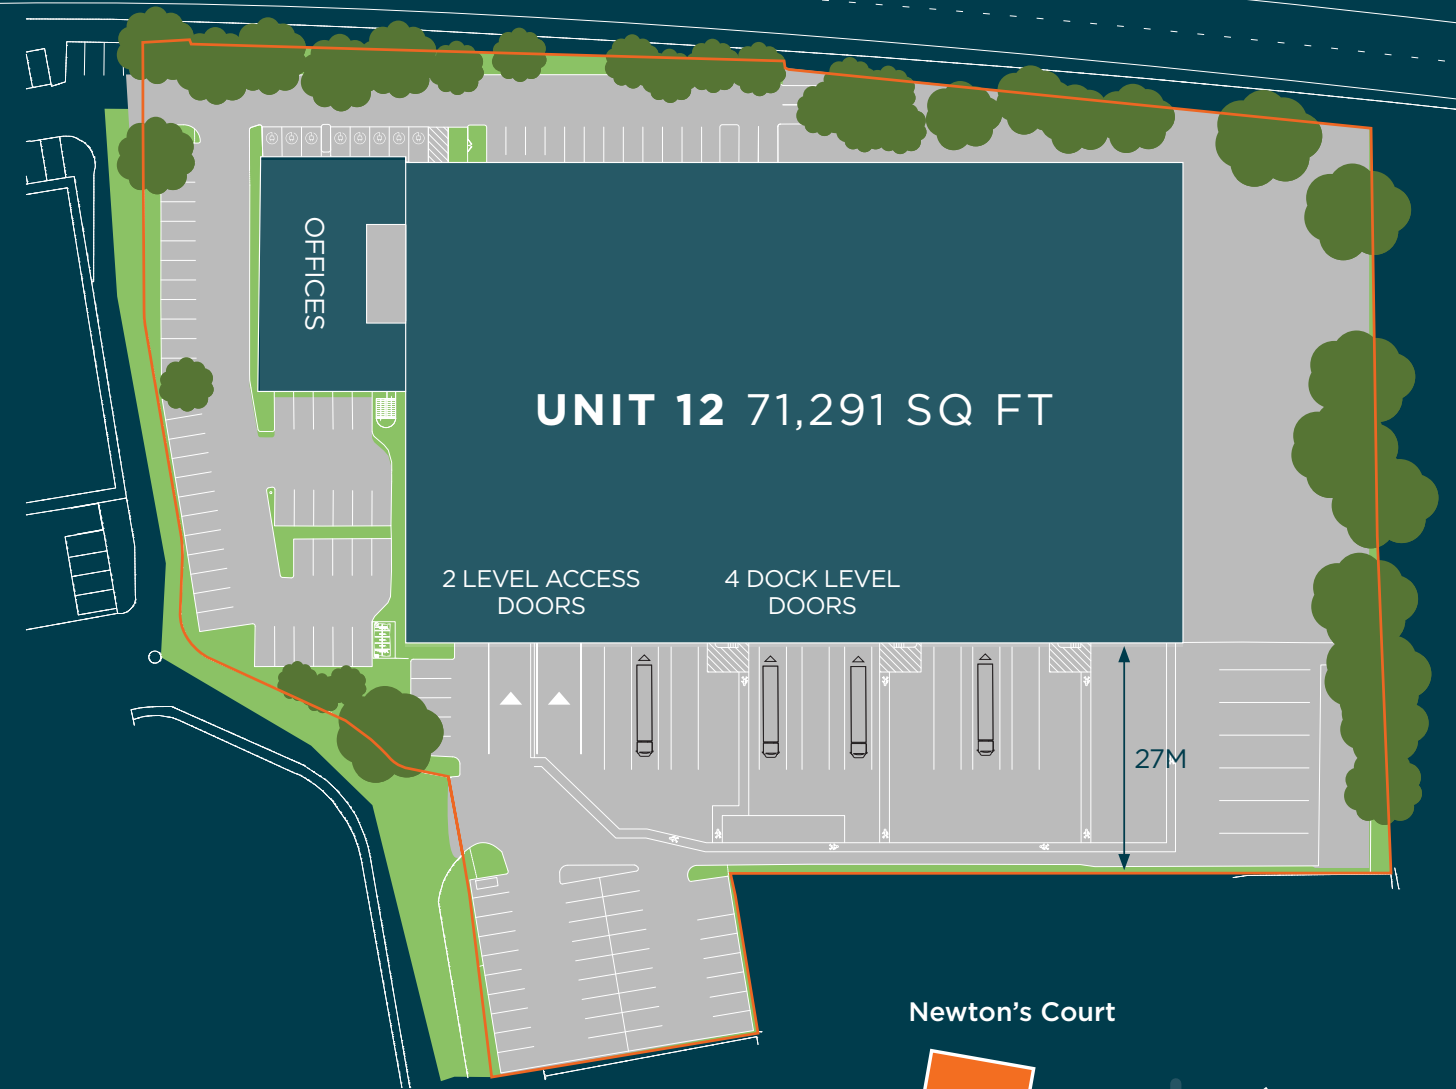 OFFICES
UNIT 12 71,291 SQ FT
2 LEVEL ACCESS
DOORS
4 DOCK LEVEL
DOORS
27M
Newton's Court